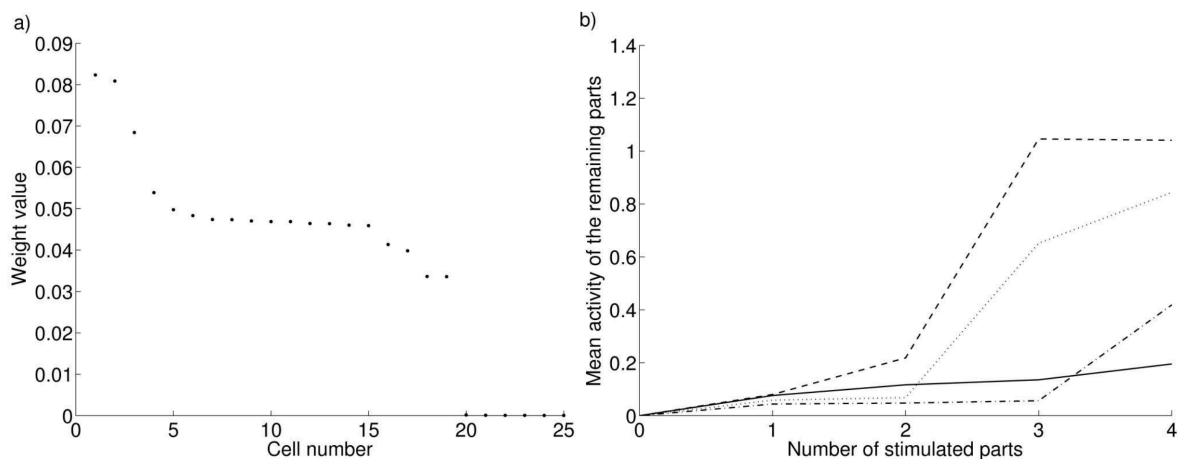 a)
Weight value
0.09
0.08
0.07
0.06
0.05
0.04
0.03
0.02
0.01
0
0 5 10 15 20 25
Cell number
b)
Mean activity of the remaining parts
1.4
1.2
1
0.8
0.6
0.4
0.2
0
0 1 2 3 4
Number of stimulated parts